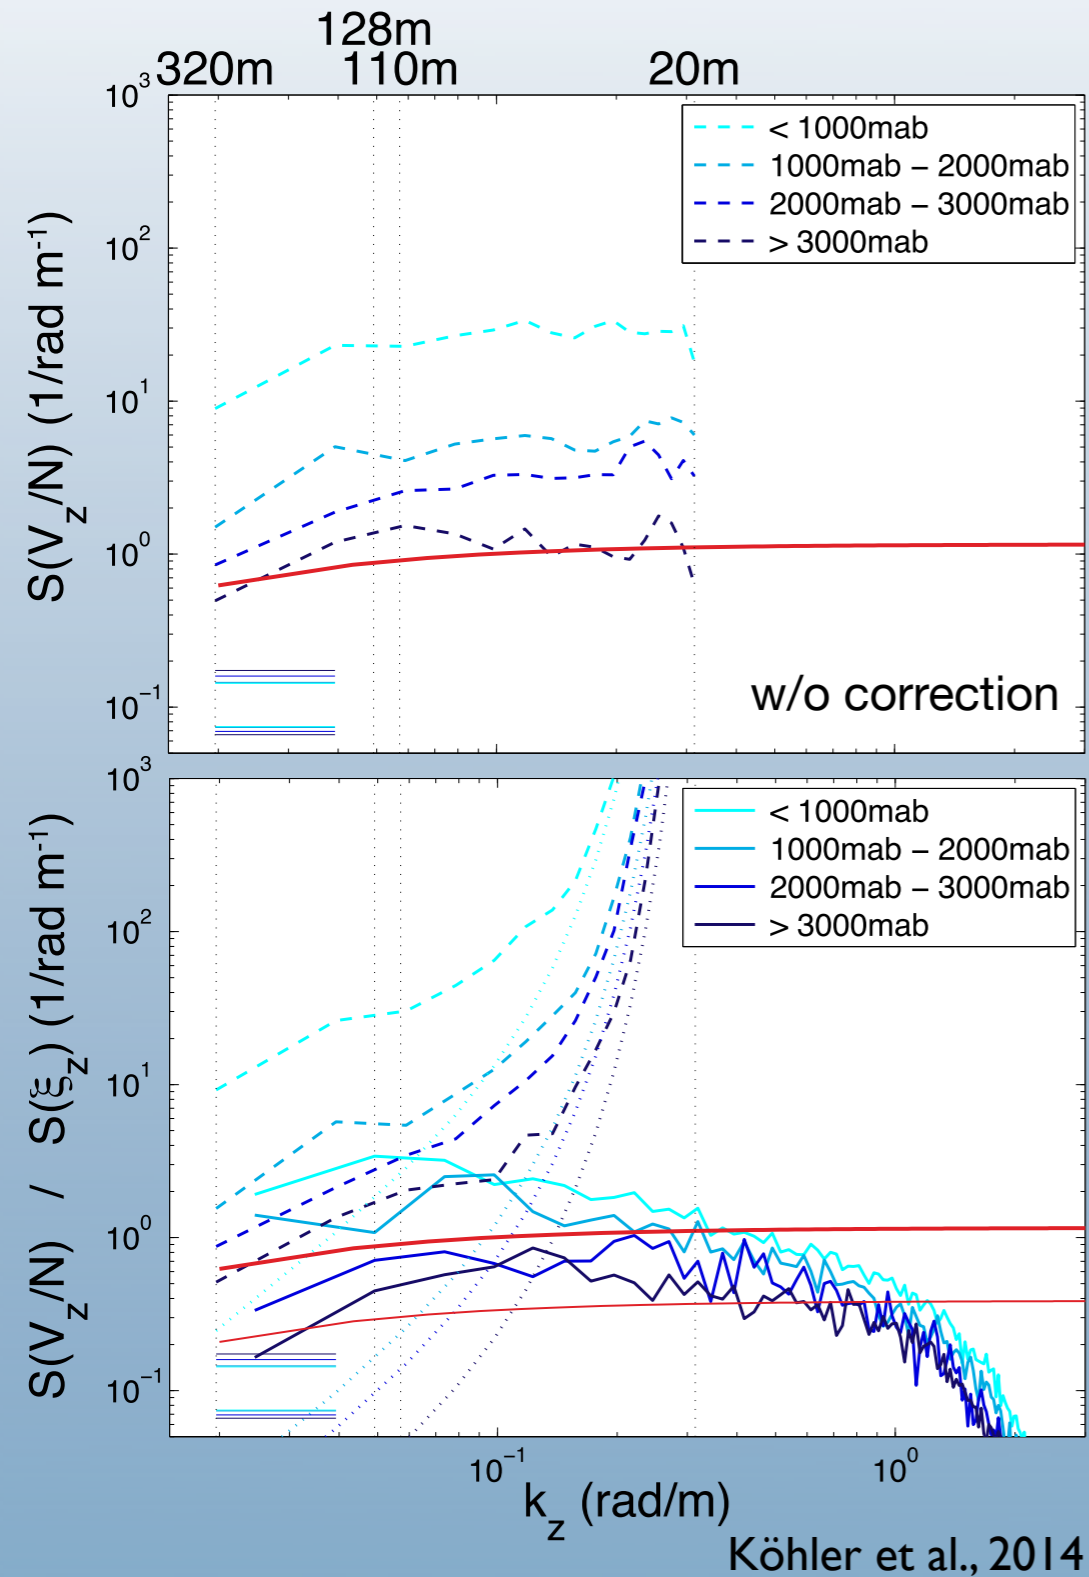 128m
320m 110m 20m
10³
10²
10¹
10⁰
10⁻¹
S(V_z/N) (1/rad m⁻¹)
< 1000mab
1000mab – 2000mab
2000mab – 3000mab
> 3000mab
w/o correction
10³
10²
10¹
10⁰
10⁻¹
S(V_z/N) / S(ξ_z) (1/rad m⁻¹)
< 1000mab
1000mab – 2000mab
2000mab – 3000mab
> 3000mab
10⁻¹ 10⁰
k_z (rad/m)
Köhler et al., 2014